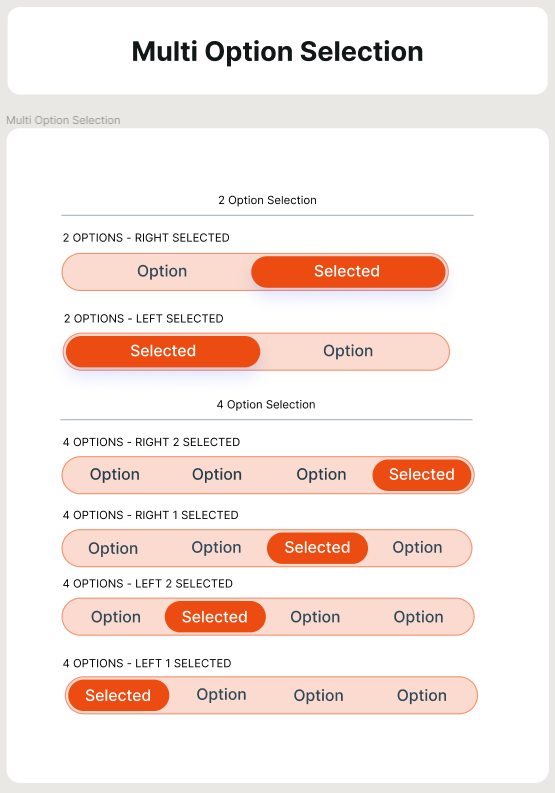 Multi Option Selection
Multi Option Selection
2 Option Selection
2 OPTIONS - RIGHT SELECTED
Option Selected
2 OPTIONS - LEFT SELECTED
Selected Option
4 Option Selection
4 OPTIONS - RIGHT 2 SELECTED
Option Option Option Selected
4 OPTIONS - RIGHT 1 SELECTED
Option Option Selected Option
4 OPTIONS - LEFT 2 SELECTED
Option Selected Option Option
4 OPTIONS - LEFT 1 SELECTED
Selected Option Option Option